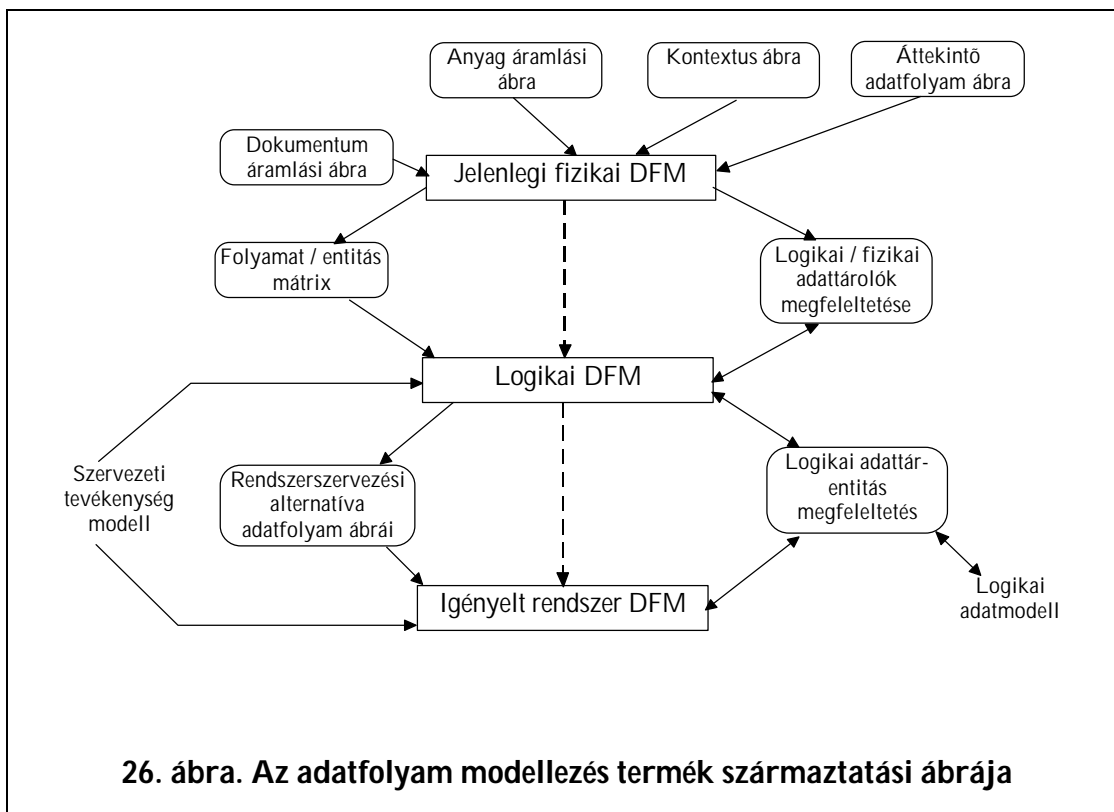 Anyag áramlási
ábra
Kontextus ábra
Áttekintõ
adatfolyam ábra
Dokumentum
áramlási ábra
Jelenlegi fizikai DFM
Folyamat / entitás
mátrix
Logikai / fizikai
adattárolók
megfeleltetése
Logikai DFM
Szervezeti
tevékenység
modell
Rendszerszervezési
alternatíva
adatfolyam ábrái
Logikai adattár-
entitás
megfeleltetés
Igényelt rendszer DFM
Logikai
adatmodell
26. ábra. Az adatfolyam modellezés termék származtatási ábrája